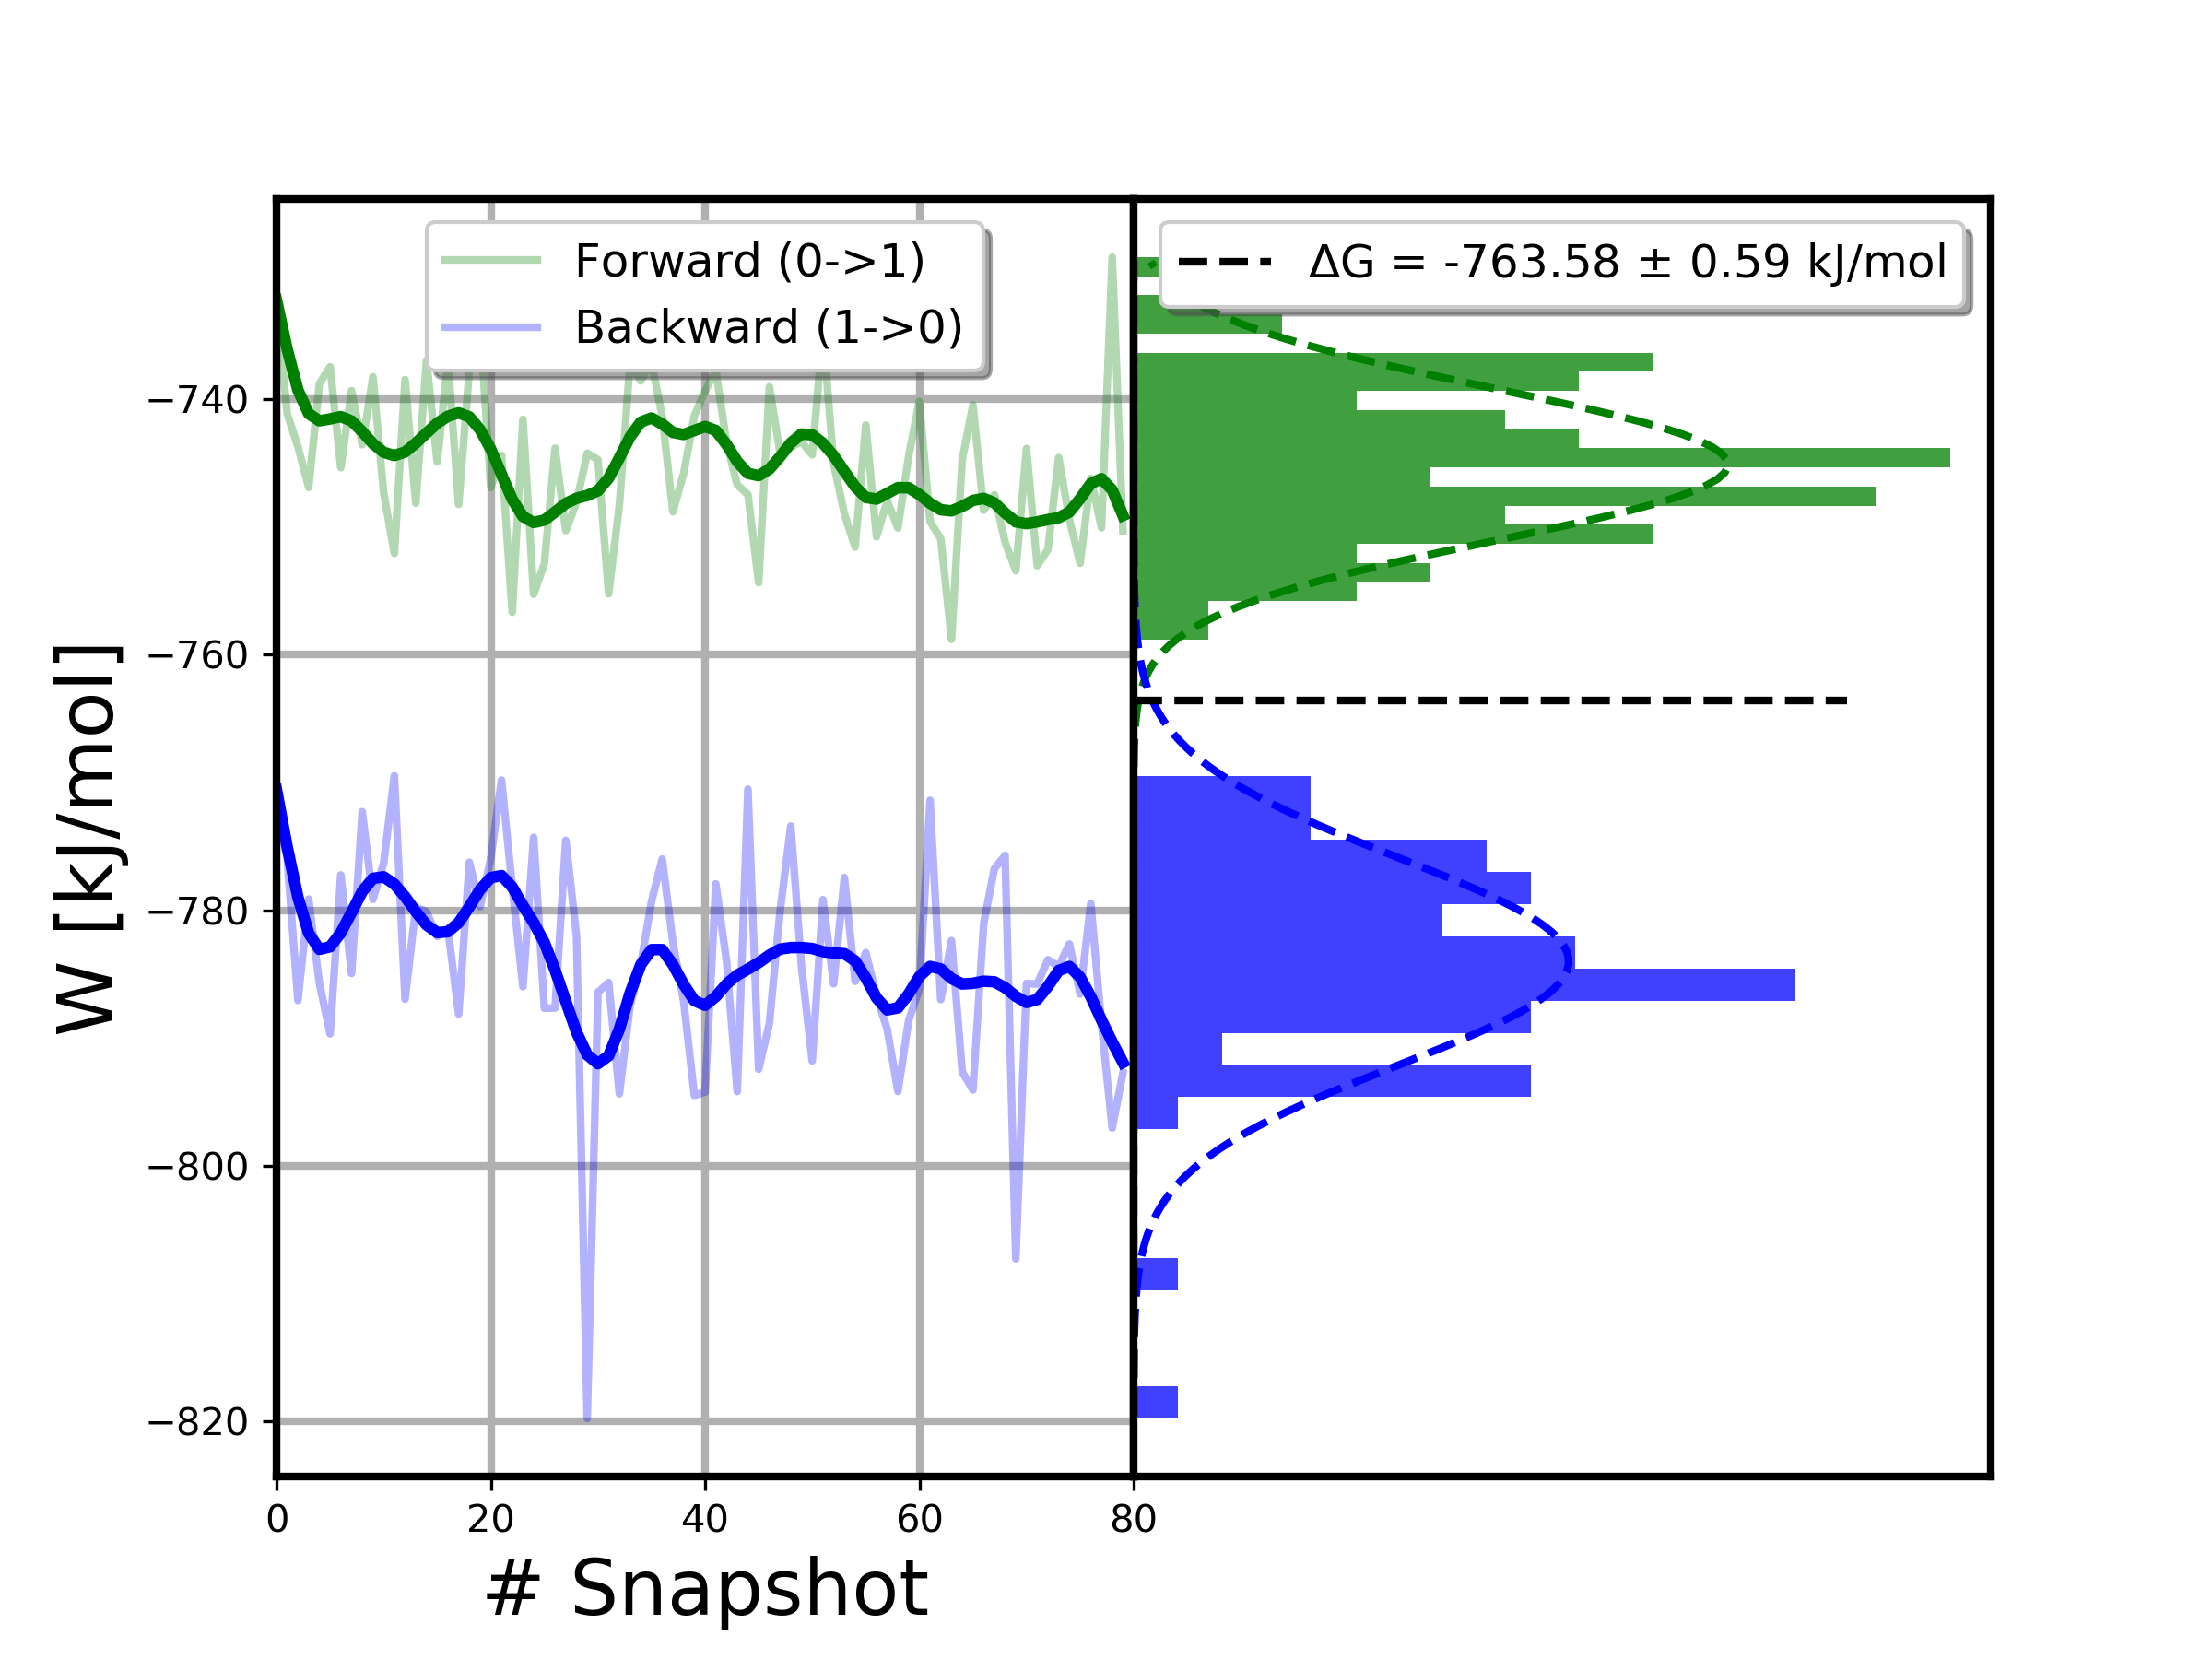 Forward (0->1)
Backward (1->0)
ΔG = -763.58 ± 0.59 kJ/mol
W [kJ/mol]
−740
−760
−780
−800
−820
0 20 40 60 80
# Snapshot